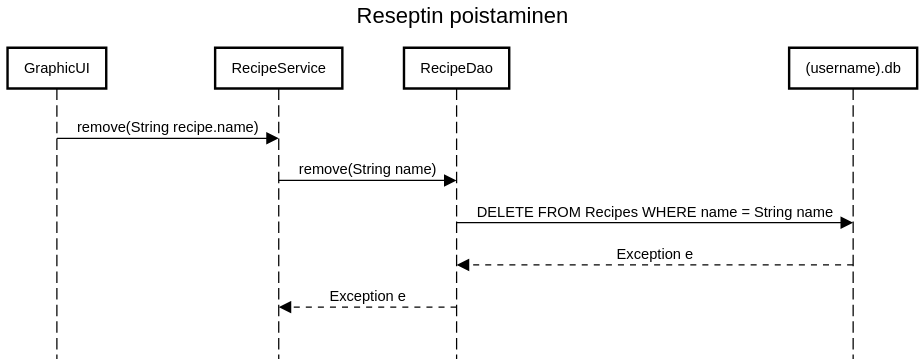 Reseptin poistaminen
GraphicUI
RecipeService
RecipeDao
(username).db
remove(String recipe.name)
remove(String name)
DELETE FROM Recipes WHERE name = String name
Exception e
Exception e